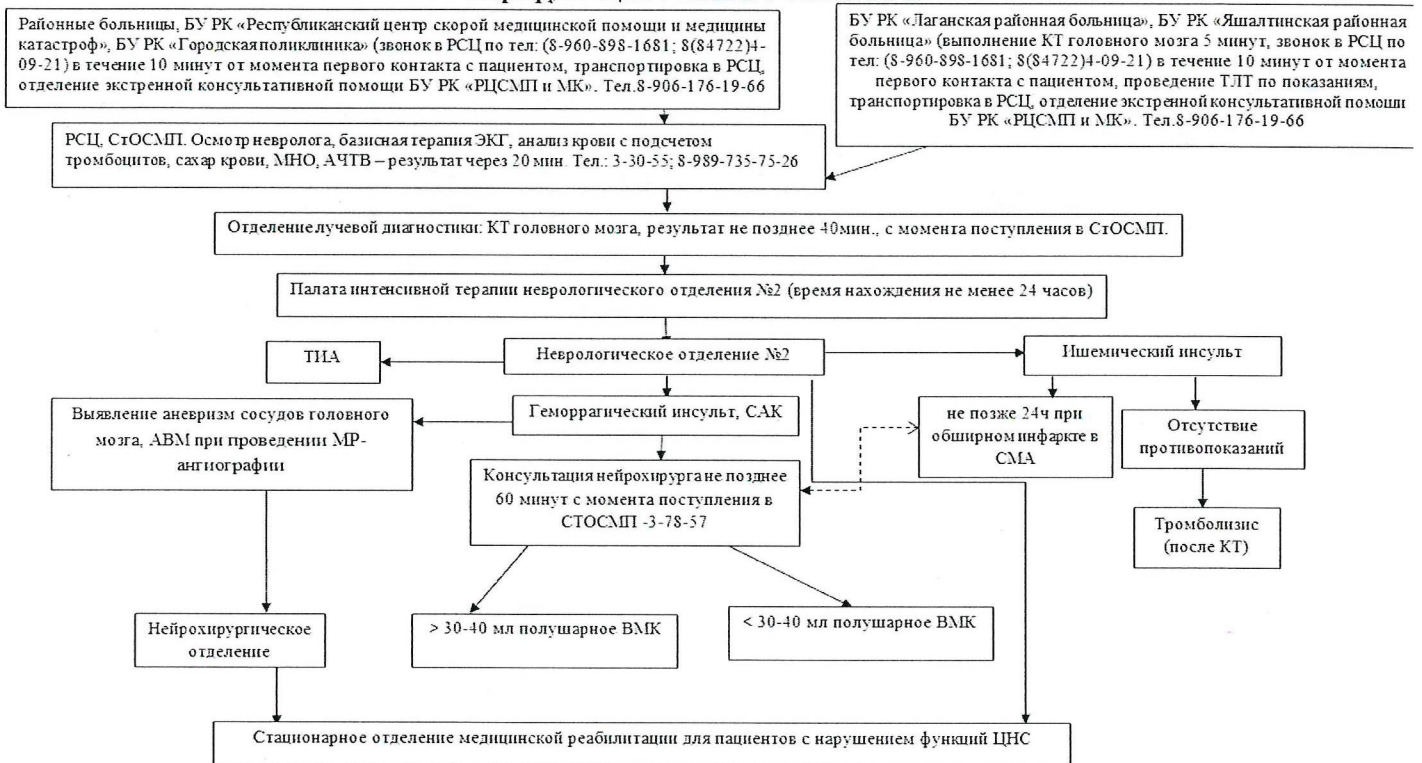 Районные больницы, БУ РК «Республиканский центр скорой медицинской помощи и медицины
катастроф», БУ РК «Городская поликлиника» (звонок в РСЦ по тел: (8-960-898-1681; 8(84722)4-
09-21) в течение 10 минут от момента первого контакта с пациентом, транспортировка в РСЦ,
отделение экстренной консультативной помощи БУ РК «РЦСМП и МК». Тел.8-906-176-19-66
БУ РК «Лаганская районная больница», БУ РК «Яшалтинская районная
больница» (выполнение КТ головного мозга 5 минут, звонок в РСЦ по
тел: (8-960-898-1681; 8(84722)4-09-21) в течение 10 минут от момента
первого контакта с пациентом, проведение ТЛТ по показаниям,
транспортировка в РСЦ, отделение экстренной консультативной помощи
БУ РК «РЦСМП и МК». Тел.8-906-176-19-66
РСЦ, СтОСМП. Осмотр невролога, базисная терапия ЭКГ, анализ крови с подсчетом
тромбоцитов, сахар крови, МНО, АЧТВ – результат через 20 мин. Тел.: 3-30-55; 8-989-735-75-26
Отделение лучевой диагностики: КТ головного мозга, результат не позднее 40мин., с момента поступления в СтОСМП.
Палата интенсивной терапии неврологического отделения №2 (время нахождения не менее 24 часов)
ТИА
Неврологическое отделение №2
Ишемический инсульт
Выявление аневризм сосудов головного
мозга, АВМ при проведении МР-
ангиографии
Геморрагический инсульт, САК
не позже 24ч при
обширном инфаркте в
СМА
Отсутствие
противопоказаний
Консультация нейрохирурга не позднее
60 минут с момента поступления в
СТОСМП -3-78-57
Тромболизис
(после КТ)
Нейрохирургическое
отделение
> 30-40 мл полушарное ВМК
< 30-40 мл полушарное ВМК
Стационарное отделение медицинской реабилитации для пациентов с нарушением функций ЦНС